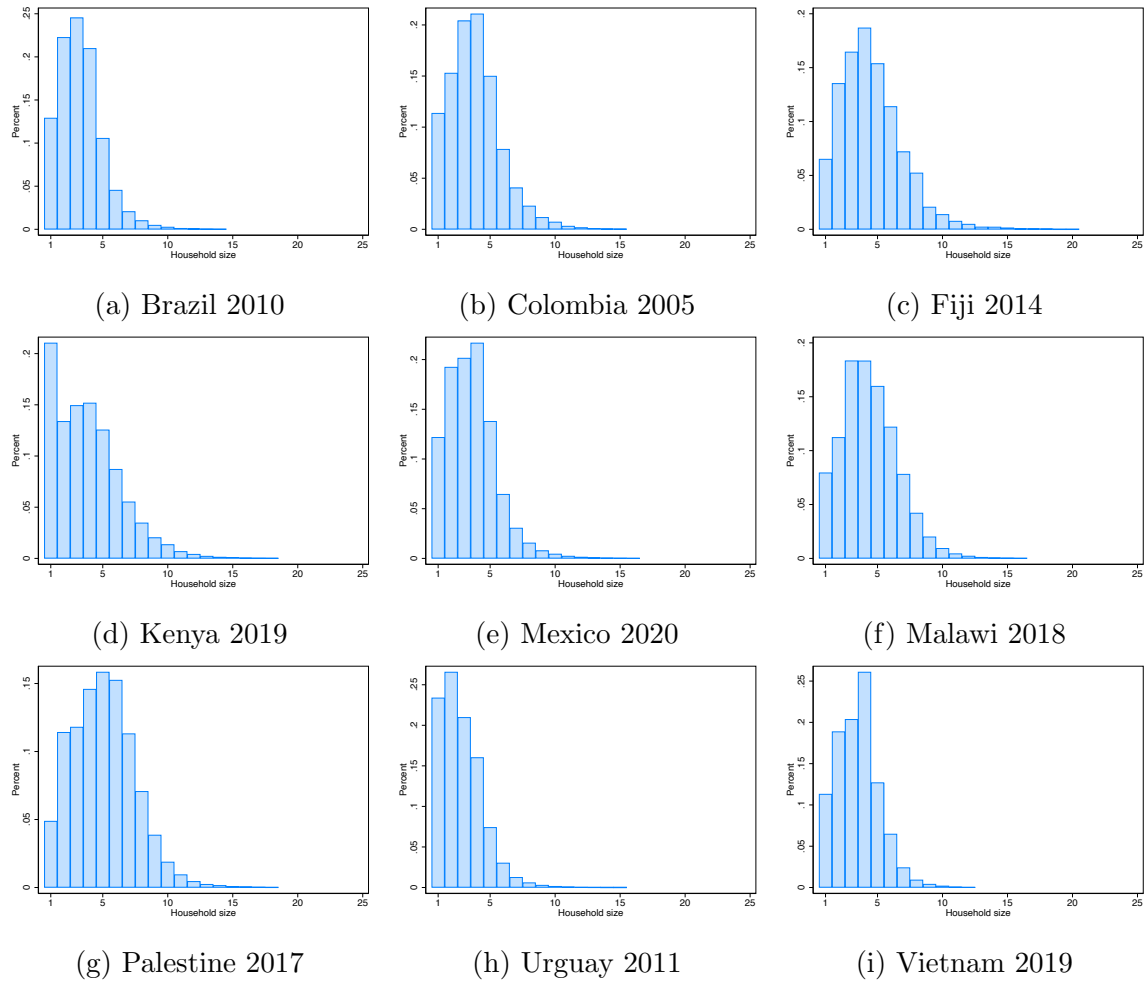 .25
.2
.15
.1
.05
0
Percent
1 5 10 15 20 25
Household size
(a) Brazil 2010
.2
.15
.1
.05
0
Percent
1 5 10 15 20 25
Household size
(b) Colombia 2005
.2
.15
.1
.05
0
Percent
1 5 10 15 20 25
Household size
(c) Fiji 2014
.2
.15
.1
.05
0
Percent
1 5 10 15 20 25
Household size
(d) Kenya 2019
.2
.15
.1
.05
0
Percent
1 5 10 15 20 25
Household size
(e) Mexico 2020
.2
.15
.1
.05
0
Percent
1 5 10 15 20 25
Household size
(f) Malawi 2018
.15
.1
.05
0
Percent
1 5 10 15 20 25
Household size
(g) Palestine 2017
.25
.2
.15
.1
.05
0
Percent
1 5 10 15 20 25
Household size
(h) Urguay 2011
.25
.2
.15
.1
.05
0
Percent
1 5 10 15 20 25
Household size
(i) Vietnam 2019